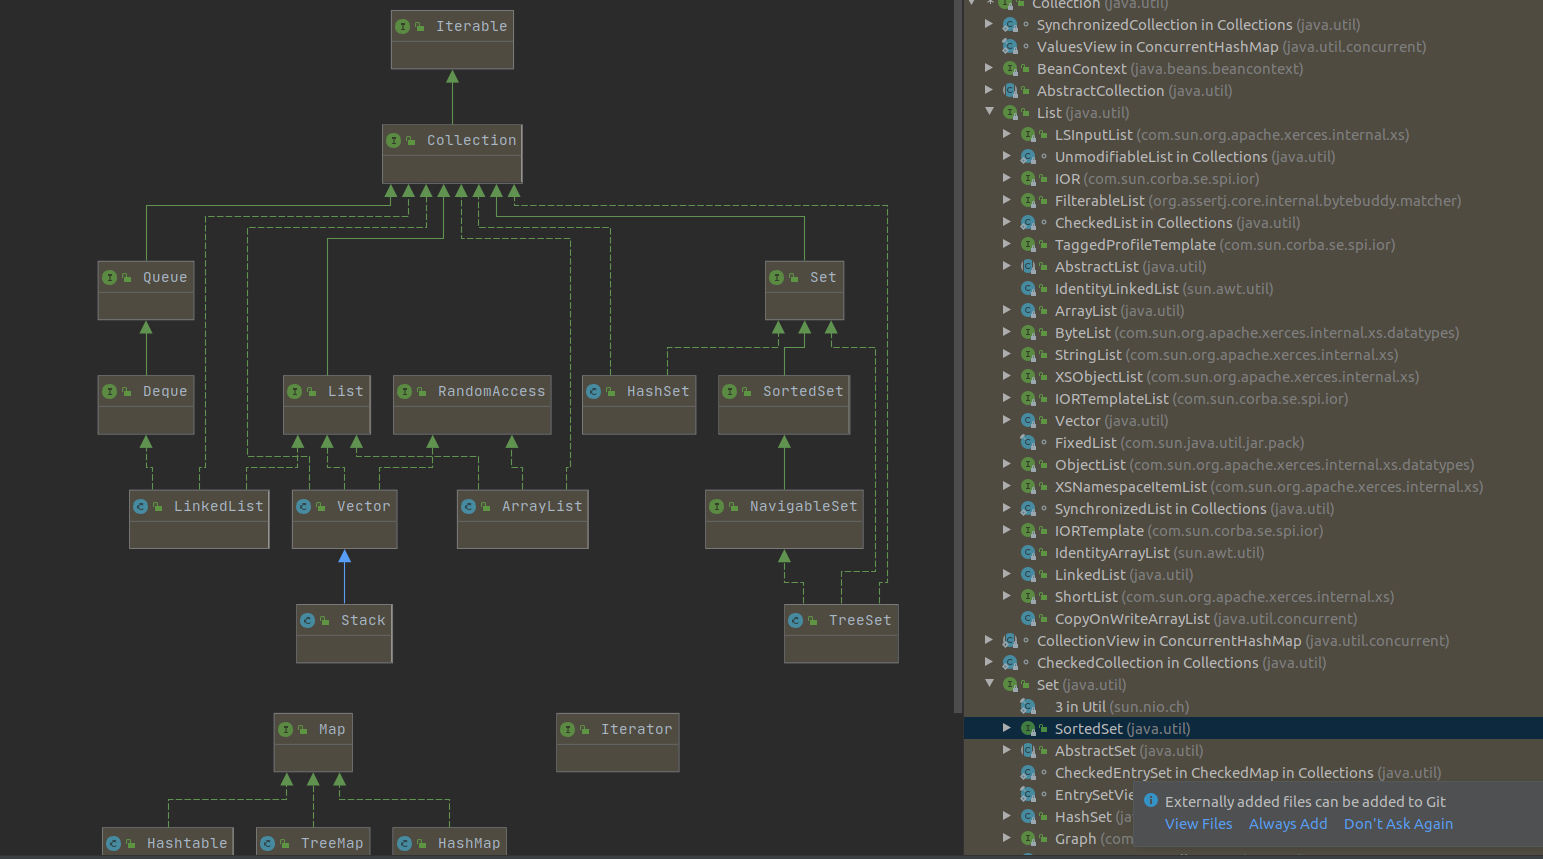 Iterable
Collection
Queue
Set
Deque
List
RandomAccess
HashSet
SortedSet
LinkedList
Vector
ArrayList
NavigableSet
Stack
TreeSet
Map
Iterator
Hashtable
TreeMap
HashMap
Collection (java.util)
SynchronizedCollection in Collections (java.util)
ValuesView in ConcurrentHashMap (java.util.concurrent)
BeanContext (java.beans.beancontext)
AbstractCollection (java.util)
List (java.util)
LSInputList (com.sun.org.apache.xerces.internal.xs)
UnmodifiableList in Collections (java.util)
IOR (com.sun.corba.se.spi.ior)
FilterableList (org.assertj.core.internal.bytebuddy.matcher)
CheckedList in Collections (java.util)
TaggedProfileTemplate (com.sun.corba.se.spi.ior)
AbstractList (java.util)
IdentityLinkedList (sun.awt.util)
ArrayList (java.util)
ByteList (com.sun.org.apache.xerces.internal.xs.datatypes)
StringList (com.sun.org.apache.xerces.internal.xs)
XSObjectList (com.sun.org.apache.xerces.internal.xs)
IORTemplateList (com.sun.corba.se.spi.ior)
Vector (java.util)
FixedList (com.sun.java.util.jar.pack)
ObjectList (com.sun.org.apache.xerces.internal.xs.datatypes)
XSNamespaceItemList (com.sun.org.apache.xerces.internal.xs)
SynchronizedList in Collections (java.util)
IORTemplate (com.sun.corba.se.spi.ior)
IdentityArrayList (sun.awt.util)
LinkedList (java.util)
ShortList (com.sun.org.apache.xerces.internal.xs)
CopyOnWriteArrayList (java.util.concurrent)
CollectionView in ConcurrentHashMap (java.util.concurrent)
CheckedCollection in Collections (java.util)
Set (java.util)
3 in Util (sun.nio.ch)
SortedSet (java.util)
AbstractSet (java.util)
CheckedEntrySet in CheckedMap in Collections (java.util)
EntrySetVie
HashSet (ja
Graph (com
Externally added files can be added to Git
View Files Always Add Don't Ask Again